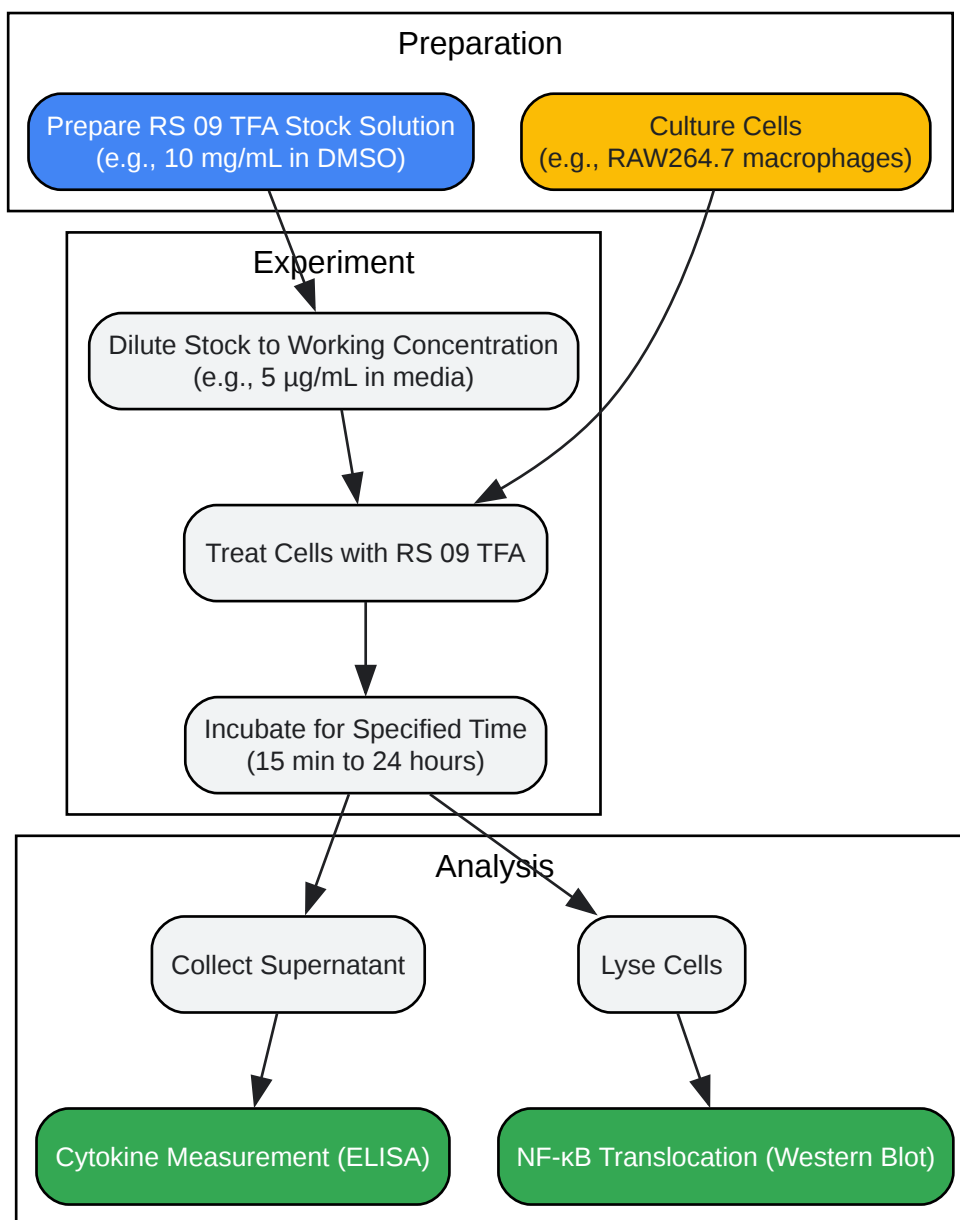 Preparation
Prepare RS 09 TFA Stock Solution
(e.g., 10 mg/mL in DMSO)
Culture Cells
(e.g., RAW264.7 macrophages)
Experiment
Dilute Stock to Working Concentration
(e.g., 5 µg/mL in media)
Treat Cells with RS 09 TFA
Incubate for Specified Time
(15 min to 24 hours)
Analysis
Collect Supernatant
Lyse Cells
Cytokine Measurement (ELISA)
NF-κB Translocation (Western Blot)